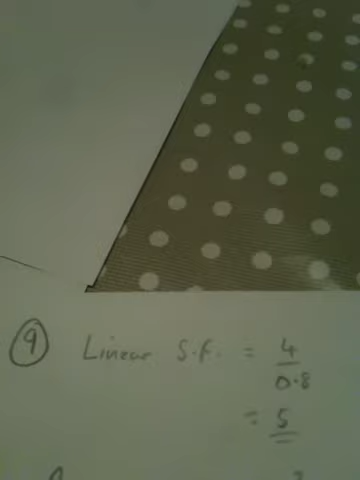 9 Linear S.F. = 4/0.8
= 5